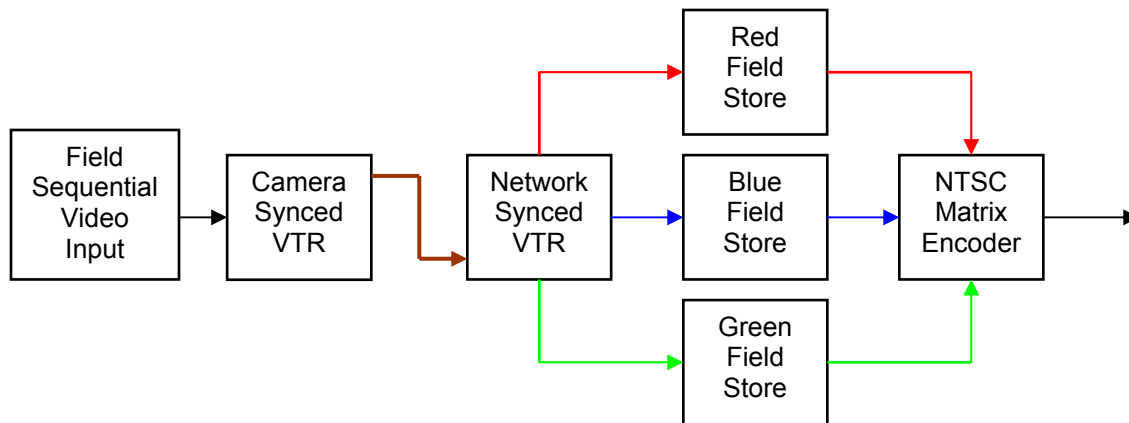 Field
Sequential
Video
Input
Camera
Synced
VTR
Network
Synced
VTR
Red
Field
Store
Blue
Field
Store
Green
Field
Store
NTSC
Matrix
Encoder